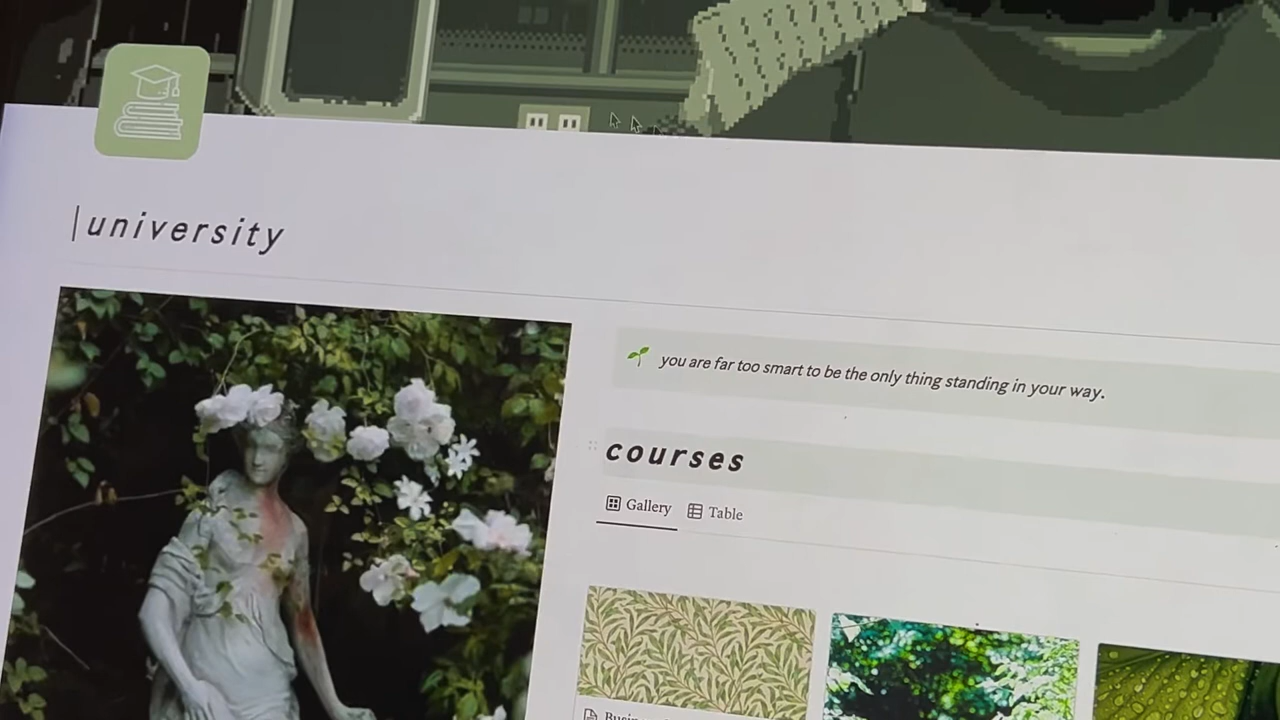 university
you are far too smart to be the only thing standing in your way.
courses
Gallery Table